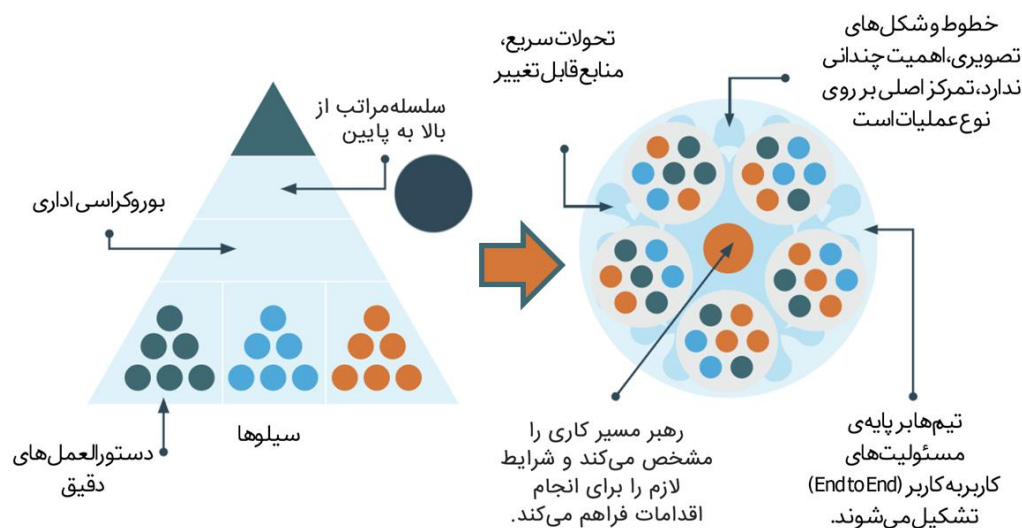 خطوط و شکل‌های
تصویری، اهمیت چندانی
ندارد، تمرکز اصلی بر روی
نوع عملیات است
تحولات سریع،
منابع قابل تغییر
سلسله‌مراتب از
بالا به پایین
بوروکراسی اداری
سیلوها
دستورالعمل‌های
دقیق
رهبر مسیر کاری را
مشخص می‌کند و شرایط
لازم را برای انجام
اقدامات فراهم می‌کند.
تیم‌ها بر پایه‌ی
مسئولیت‌های
کاربر به کاربر (End to End)
تشکیل می‌شوند.